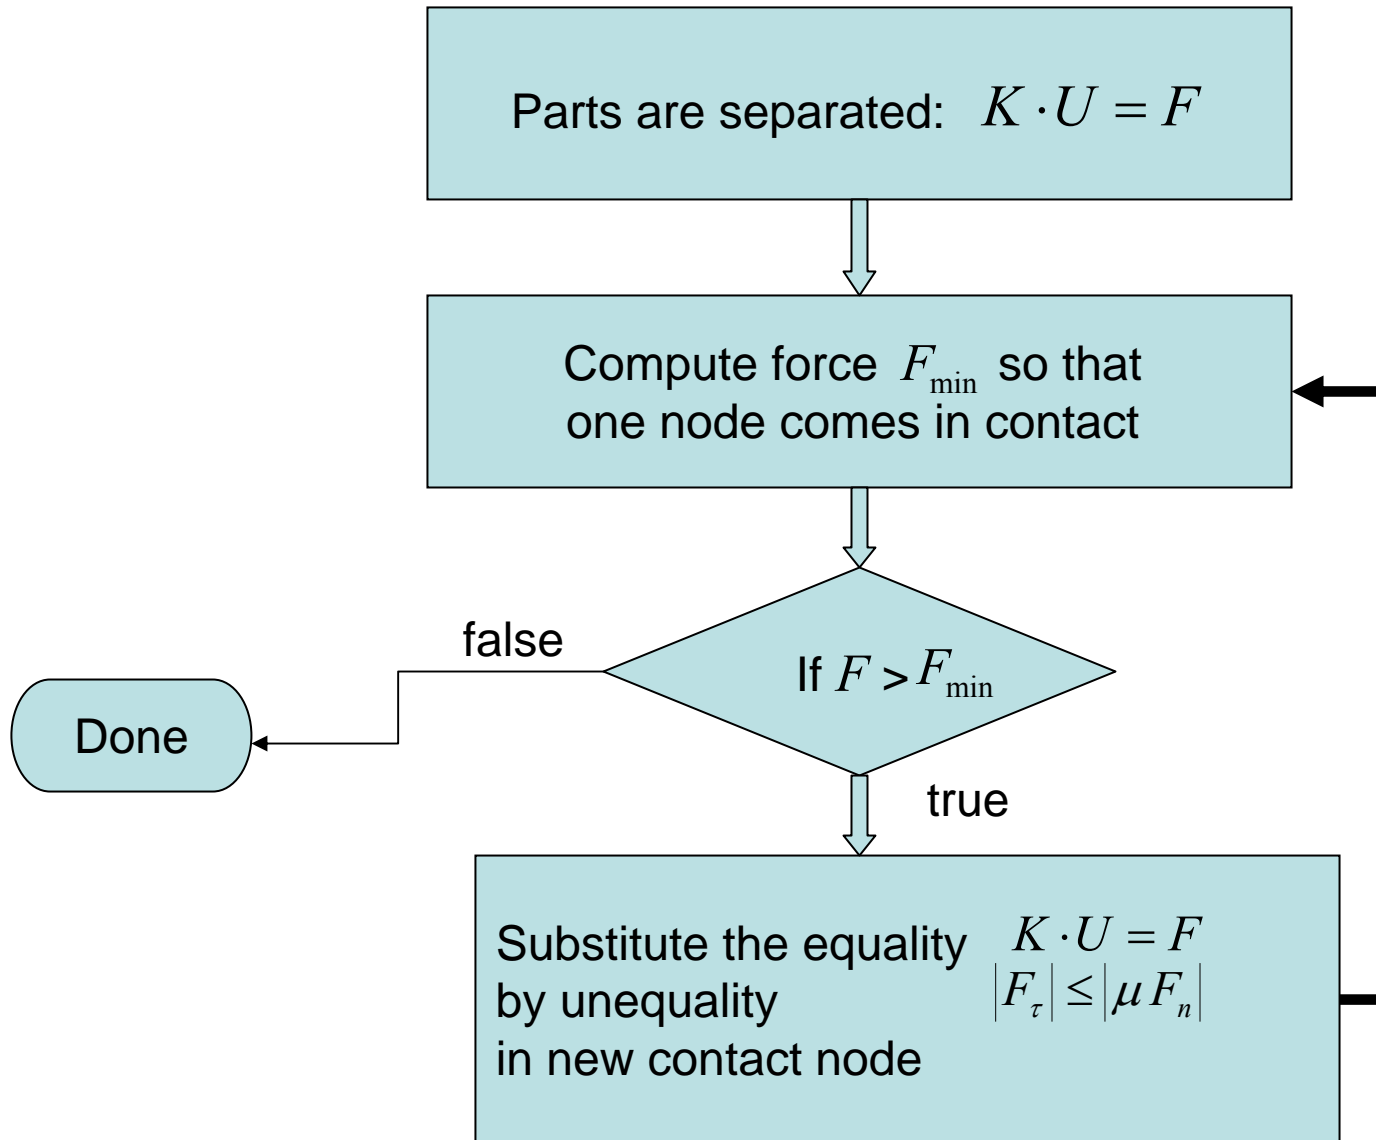 Parts are separated: K · U = F
Compute force F_min so that
one node comes in contact
false
If F > F_min
Done
true
Substitute the equality K · U = F
by unequality |F_τ| ≤ |μ F_n|
in new contact node